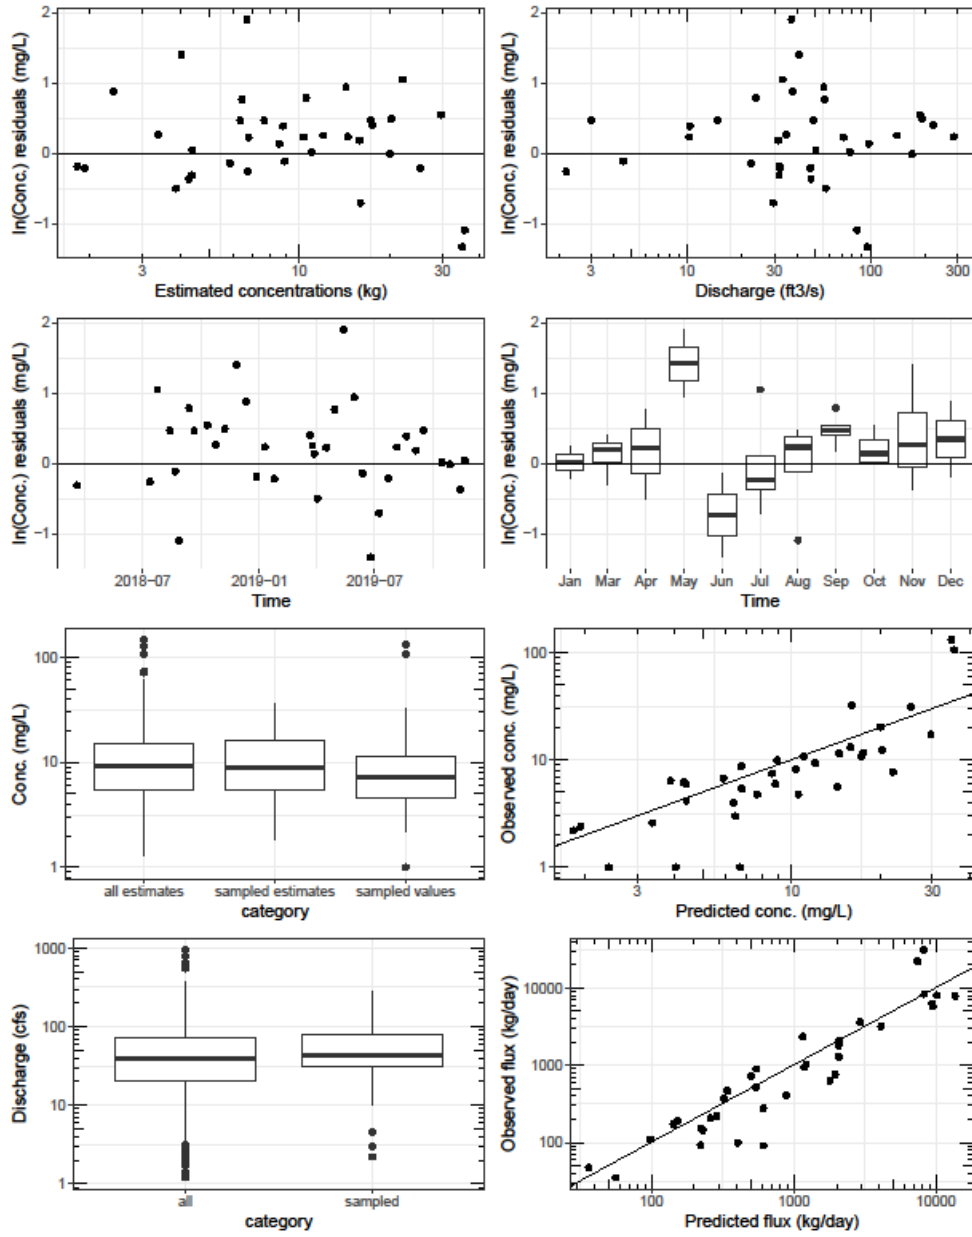 ln(Conc.) residuals (mg/L)
2
1
0
−1
3
10
30
Estimated concentrations (kg)
ln(Conc.) residuals (mg/L)
2
1
0
−1
3
10
30
100
300
Discharge (ft3/s)
ln(Conc.) residuals (mg/L)
2
1
0
−1
2018−07
2019−01
2019−07
Time
ln(Conc.) residuals (mg/L)
2
1
0
−1
Jan
Mar
Apr
May
Jun
Jul
Aug
Sep
Oct
Nov
Dec
Time
Conc. (mg/L)
100
10
1
all estimates
sampled estimates
sampled values
category
Observed conc. (mg/L)
100
10
1
3
10
30
Predicted conc. (mg/L)
Discharge (cfs)
1000
100
10
1
all
sampled
category
Observed flux (kg/day)
10000
1000
100
100
1000
10000
Predicted flux (kg/day)